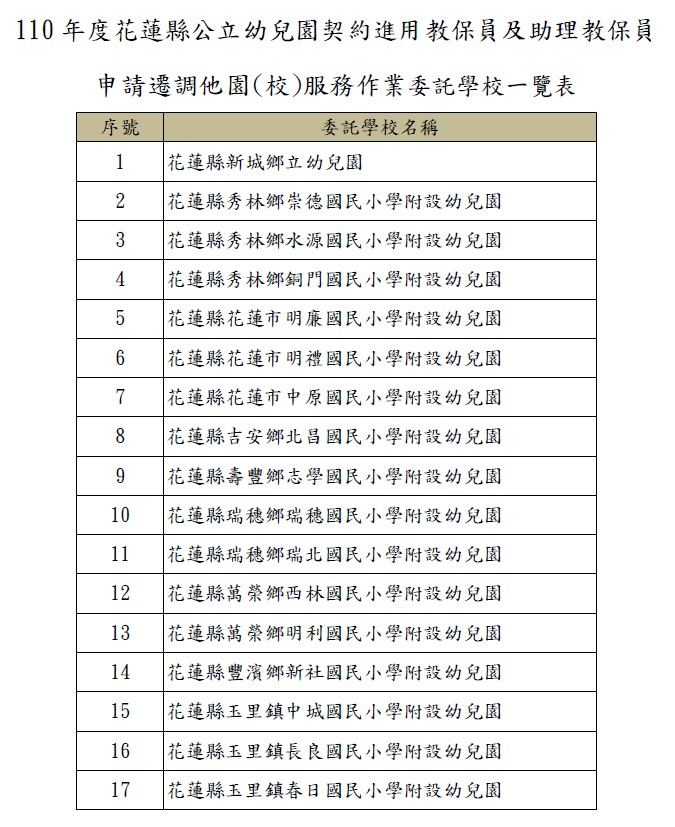 110 年度花蓮縣公立幼兒園契約進用教保員及助理教保員
申請遷調他園(校)服務作業委託學校一覽表
序號 委託學校名稱
1 花蓮縣新城鄉立幼兒園
2 花蓮縣秀林鄉崇德國民小學附設幼兒園
3 花蓮縣秀林鄉水源國民小學附設幼兒園
4 花蓮縣秀林鄉銅門國民小學附設幼兒園
5 花蓮縣花蓮市明廉國民小學附設幼兒園
6 花蓮縣花蓮市明禮國民小學附設幼兒園
7 花蓮縣花蓮市中原國民小學附設幼兒園
8 花蓮縣吉安鄉北昌國民小學附設幼兒園
9 花蓮縣壽豐鄉志學國民小學附設幼兒園
10 花蓮縣瑞穗鄉瑞穗國民小學附設幼兒園
11 花蓮縣瑞穗鄉瑞北國民小學附設幼兒園
12 花蓮縣萬榮鄉西林國民小學附設幼兒園
13 花蓮縣萬榮鄉明利國民小學附設幼兒園
14 花蓮縣豐濱鄉新社國民小學附設幼兒園
15 花蓮縣玉里鎮中城國民小學附設幼兒園
16 花蓮縣玉里鎮長良國民小學附設幼兒園
17 花蓮縣玉里鎮春日國民小學附設幼兒園